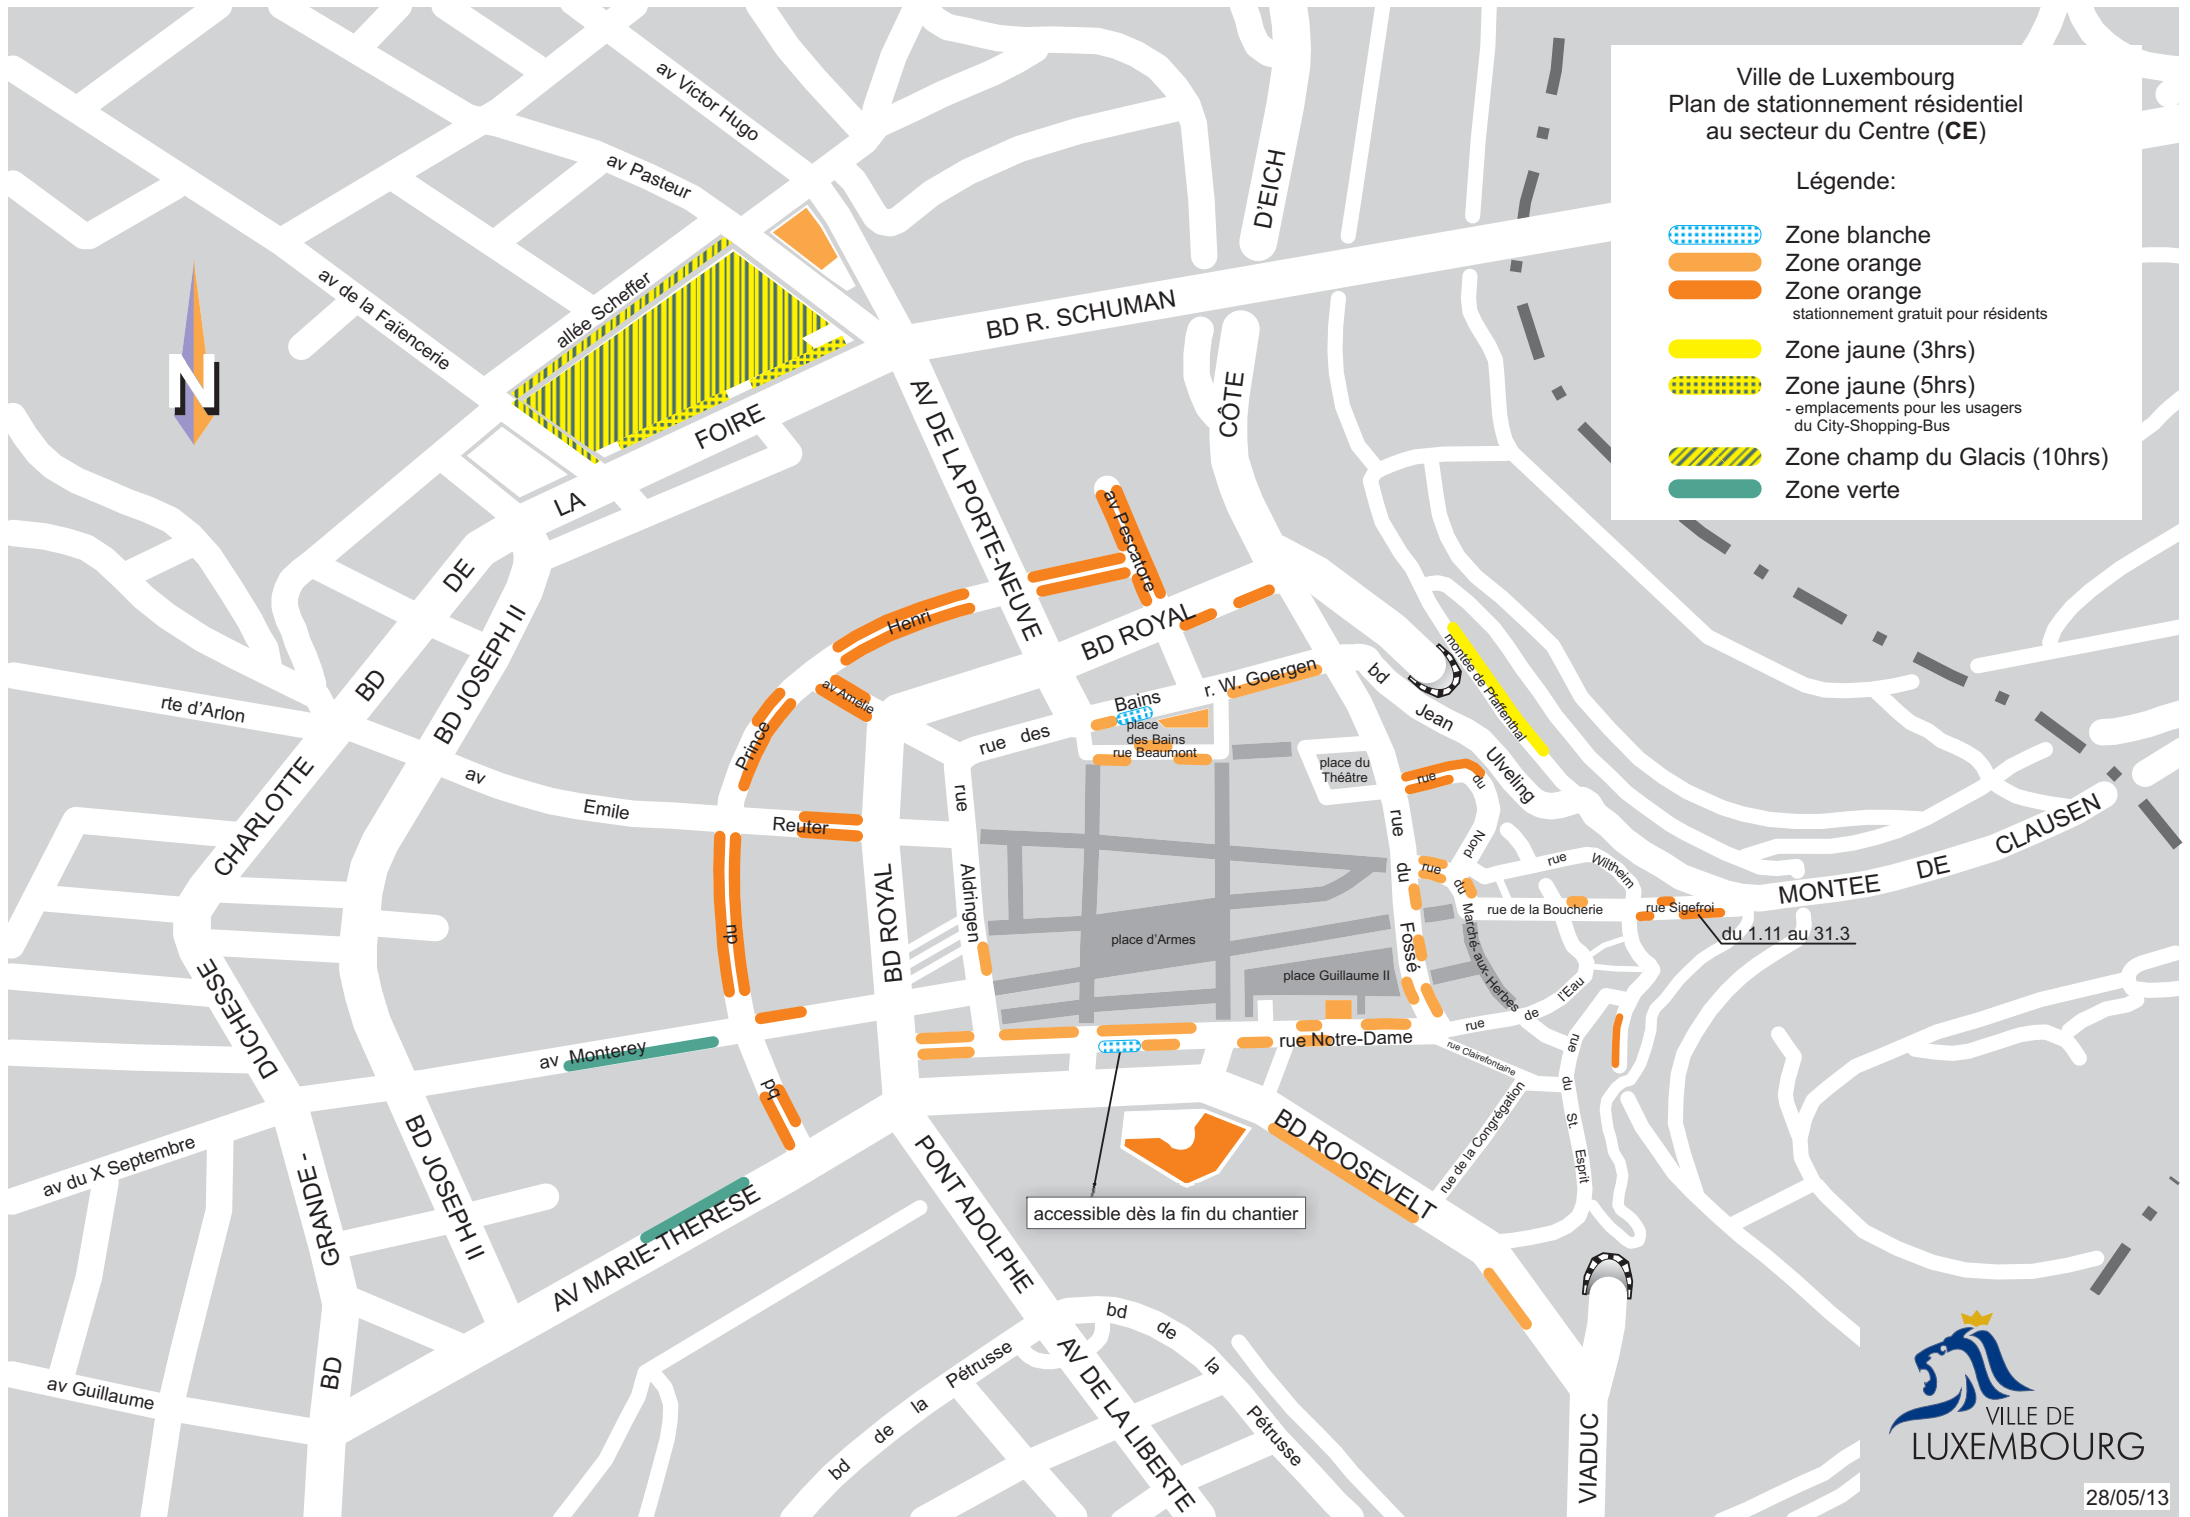 Ville de Luxembourg
Plan de stationnement résidentiel
au secteur du Centre (CE)
Légende:
Zone blanche
Zone orange
Zone orange
stationnement gratuit pour résidents
Zone jaune (3hrs)
Zone jaune (5hrs)
- emplacements pour les usagers
du City-Shopping-Bus
Zone champ du Glacis (10hrs)
Zone verte
av Victor Hugo
av Pasteur
allée Scheffer
av de la Faïencerie
N
D'EICH
CÔTE
BD R. SCHUMAN
FOIRE
LA
DE
BD
CHARLOTTE
DUCHESSE
GRANDE -
BD
AV DE LA PORTE-NEUVE
av Pescatore
BD JOSEPH II
rte d'Arlon
av
Emile
Reuter
Henri
Prince
du
bd
av Amélie
BD ROYAL
BD ROYAL
r. W. Goergen
Bains
rue des
place
des Bains
rue Beaumont
place du
Théâtre
bd
Jean
Ulveling
montée de Pfaffenthal
rue
du
Nord
rue
du
Fossé
rue
du
Marché-aux-Herbes
rue
Wiltheim
rue de la Boucherie
rue Sigefroi
du 1.11 au 31.3
MONTEE
DE
CLAUSEN
rue
Aldringen
place d'Armes
place Guillaume II
rue Notre-Dame
rue
de
l'Eau
rue Clairefontaine
rue de la Congrégation
rue
du
St.
Esprit
av Monterey
av du X Septembre
BD JOSEPH II
AV MARIE-THERESE
av Guillaume
PONT ADOLPHE
BD ROOSEVELT
accessible dès la fin du chantier
bd
de
la
Pétrusse
bd
de
la
Pétrusse
AV DE LA LIBERTE
VIADUC
VILLE DE
LUXEMBOURG
28/05/13